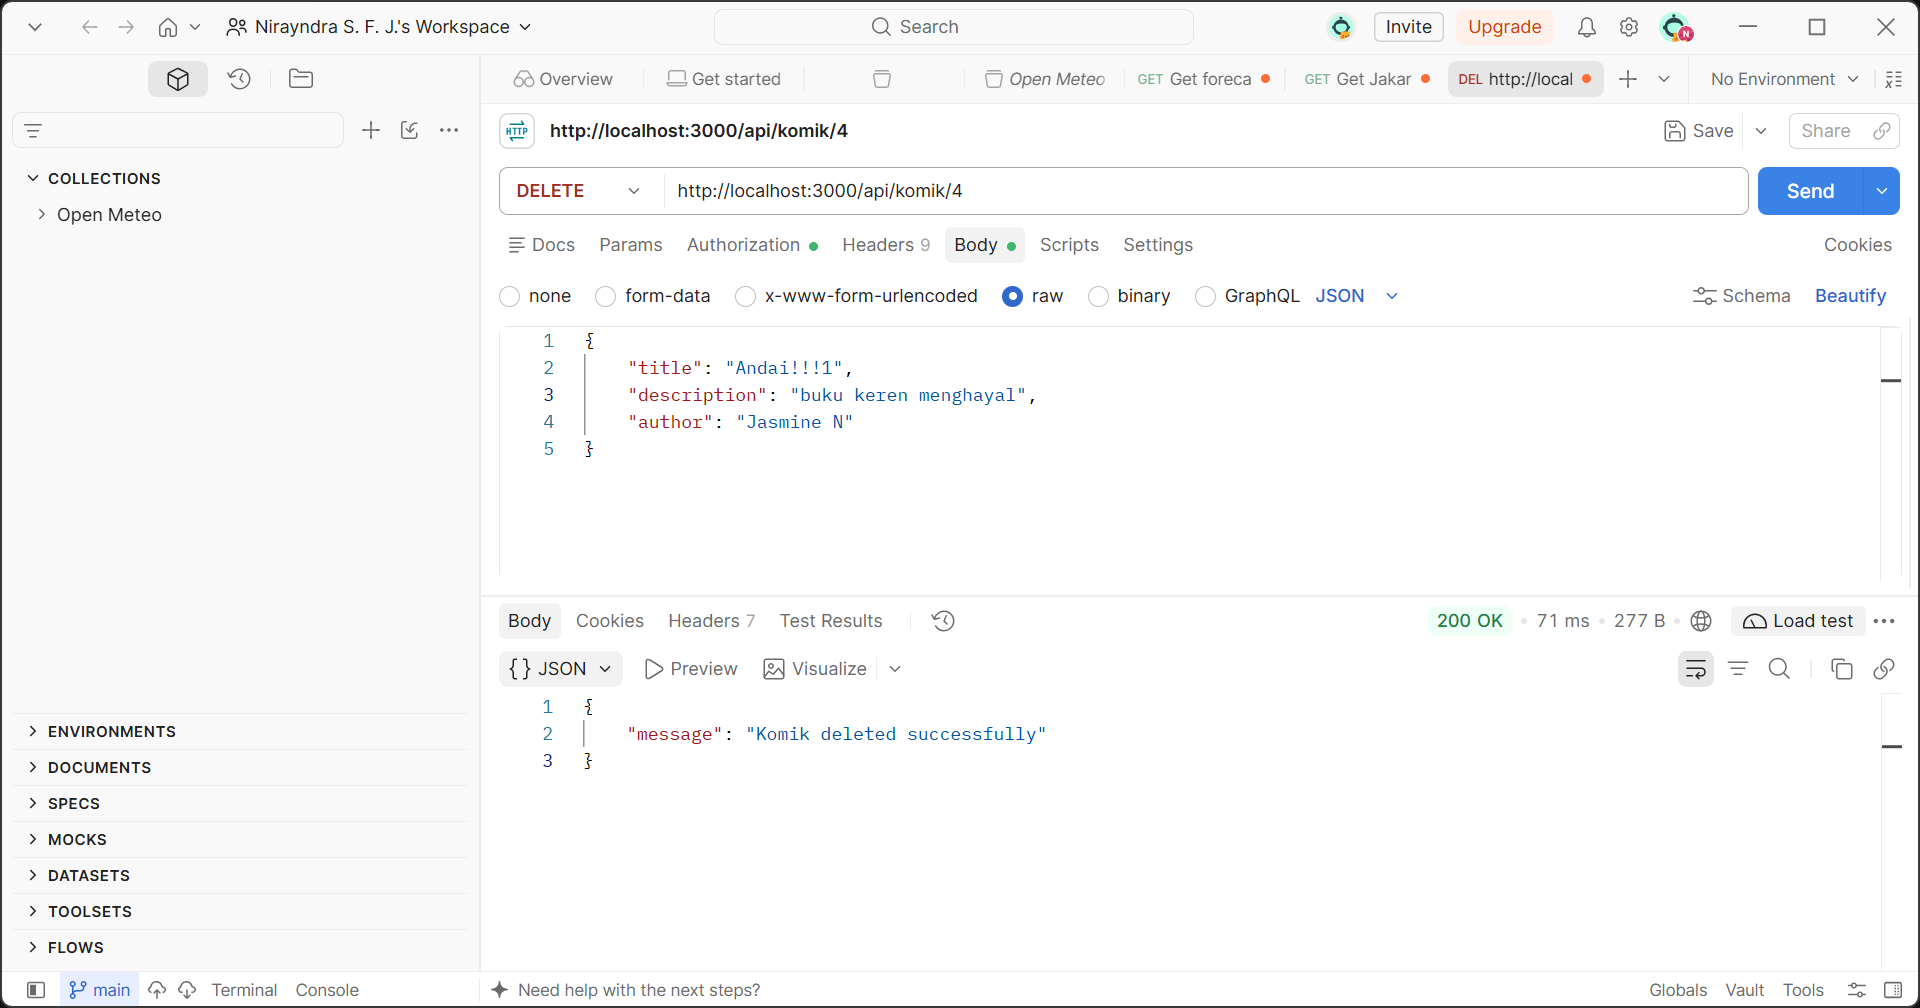 Nirayndra S. F. J.'s Workspace
Search
Invite
Upgrade
N
Overview
Get started
Open Meteo
GET Get foreca
GET Get Jakar
DEL http://local
No Environment
HTTP
http://localhost:3000/api/komik/4
Save
Share
COLLECTIONS
Open Meteo
DELETE
http://localhost:3000/api/komik/4
Send
Docs
Params
Authorization
Headers 9
Body
Scripts
Settings
Cookies
none
form-data
x-www-form-urlencoded
raw
binary
GraphQL
JSON
Schema
Beautify
1 {
2 "title": "Andai!!!1",
3 "description": "buku keren menghayal",
4 "author": "Jasmine N"
5 }
Body
Cookies
Headers 7
Test Results
200 OK
71 ms
277 B
Load test
{ } JSON
Preview
Visualize
1 {
2 "message": "Komik deleted successfully"
3 }
ENVIRONMENTS
DOCUMENTS
SPECS
MOCKS
DATASETS
TOOLSETS
FLOWS
main
Terminal
Console
Need help with the next steps?
Globals
Vault
Tools